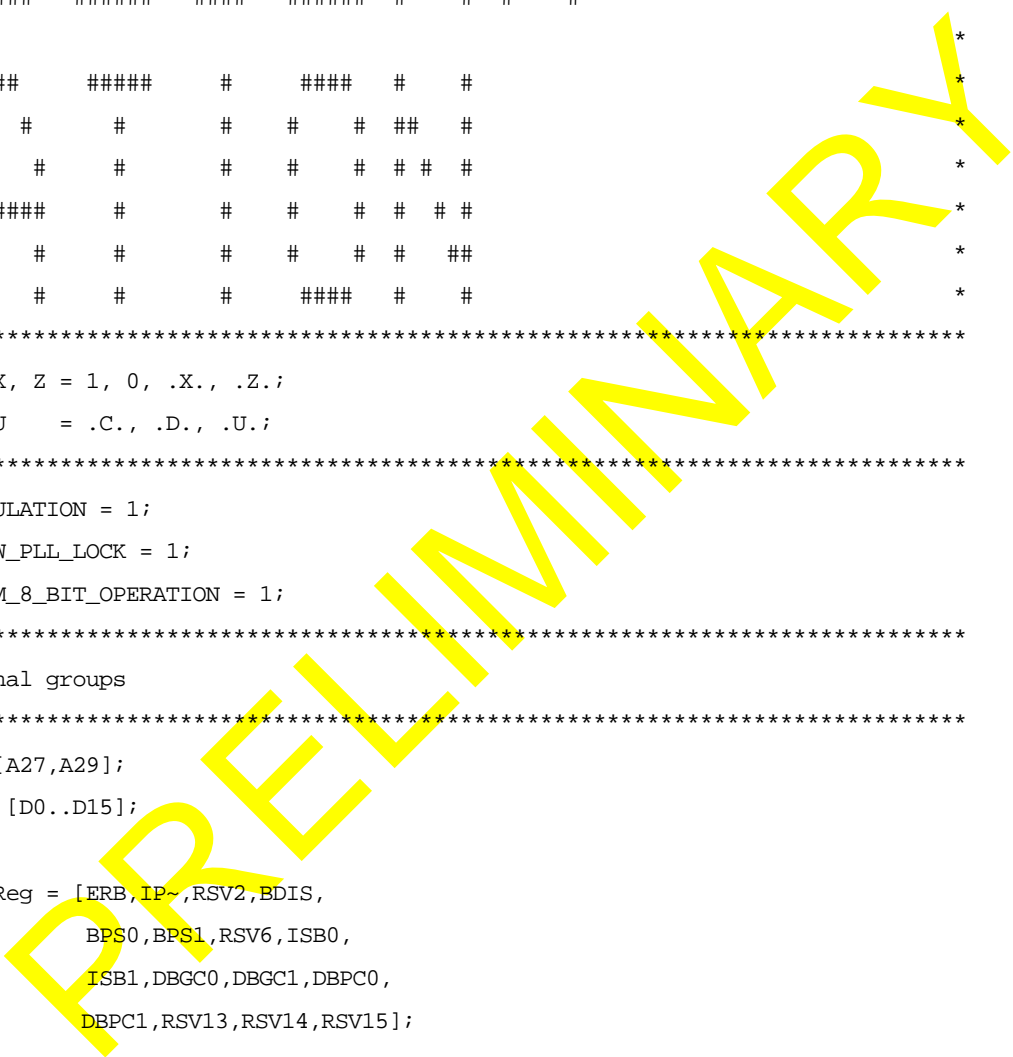 *
## ##### # #### # # *
# # # # # ## # *
# # # # # # # # *
#### # # # # # # # *
# # # # # # ## *
# # # #### # # *
************************************************************************
X, Z = 1, 0, .X., .Z.;
U = .C., .D., .U.;
************************************************************************
ULATION = 1;
N_PLL_LOCK = 1;
M_8_BIT_OPERATION = 1;
************************************************************************
nal groups
************************************************************************
[A27,A29];
[D0..D15];
Reg = [ERB,IP~,RSV2,BDIS,
BPS0,BPS1,RSV6,ISB0,
ISB1,DBGC0,DBGC1,DBPC0,
DBPC1,RSV13,RSV14,RSV15];
PRELIMINARY